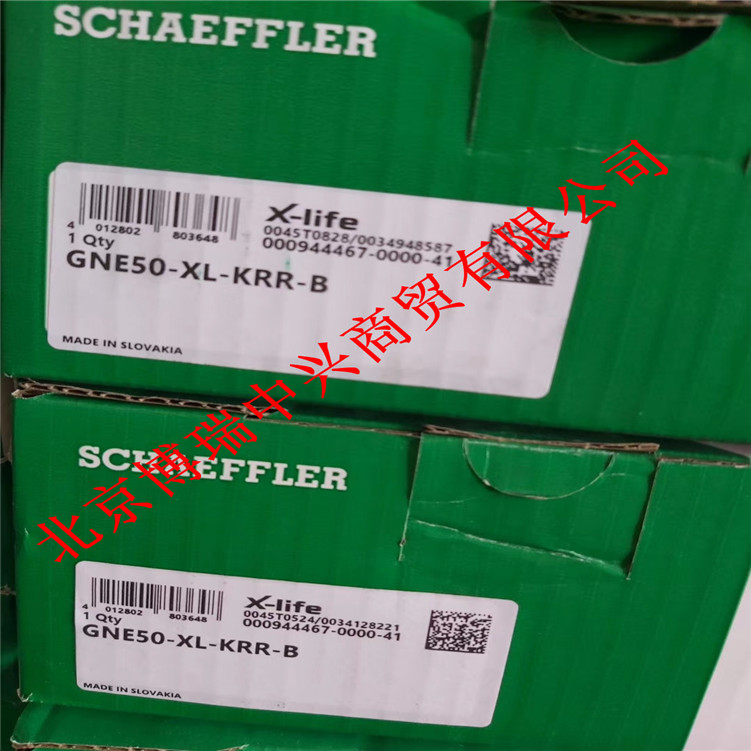 SCHAEFFLER
4 012802 803648
X-life
0045T0828/0034948587
000944467-0000-41
1 Qty
GNE50-XL-KRR-B
MADE IN SLOVAKIA
北京博瑞中兴商贸有限公司
SCHAEFFLER
4 012802 803648
X-life
0045T0524/0034128221
000944467-0000-41
1 Qty
GNE50-XL-KRR-B
MADE IN SLOVAKIA